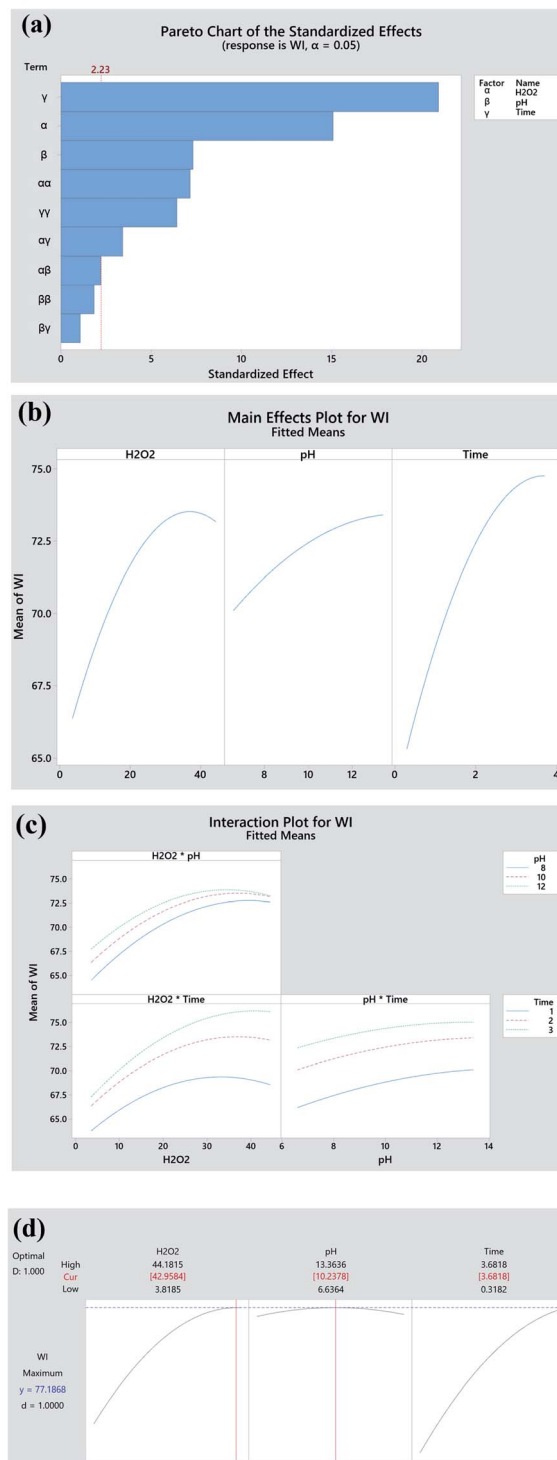 (a)
Pareto Chart of the Standardized Effects
(response is WI, α = 0.05)
Term
2.23
γ
α
β
αα
γγ
αγ
αβ
ββ
βγ
0 5 10 15 20
Standardized Effect
Factor Name
α H2O2
β pH
γ Time
(b)
Main Effects Plot for WI
Fitted Means
H2O2 pH Time
Mean of WI
75.0
72.5
70.0
67.5
65.0
0 20 40 8 10 12 0 2 4
(c)
Interaction Plot for WI
Fitted Means
H2O2 * pH
pH
8
10
12
75.0
72.5
70.0
67.5
65.0
Mean of WI
H2O2 * Time pH * Time
Time
1
2
3
75.0
72.5
70.0
67.5
65.0
0 10 20 30 40 6 8 10 12 14
H2O2 pH
(d)
Optimal
D: 1.000
High
Cur
Low
H2O2 pH Time
44.1815 13.3636 3.6818
[42.9584] [10.2378] [3.6818]
3.8185 6.6364 0.3182
WI
Maximum
y = 77.1868
d = 1.0000